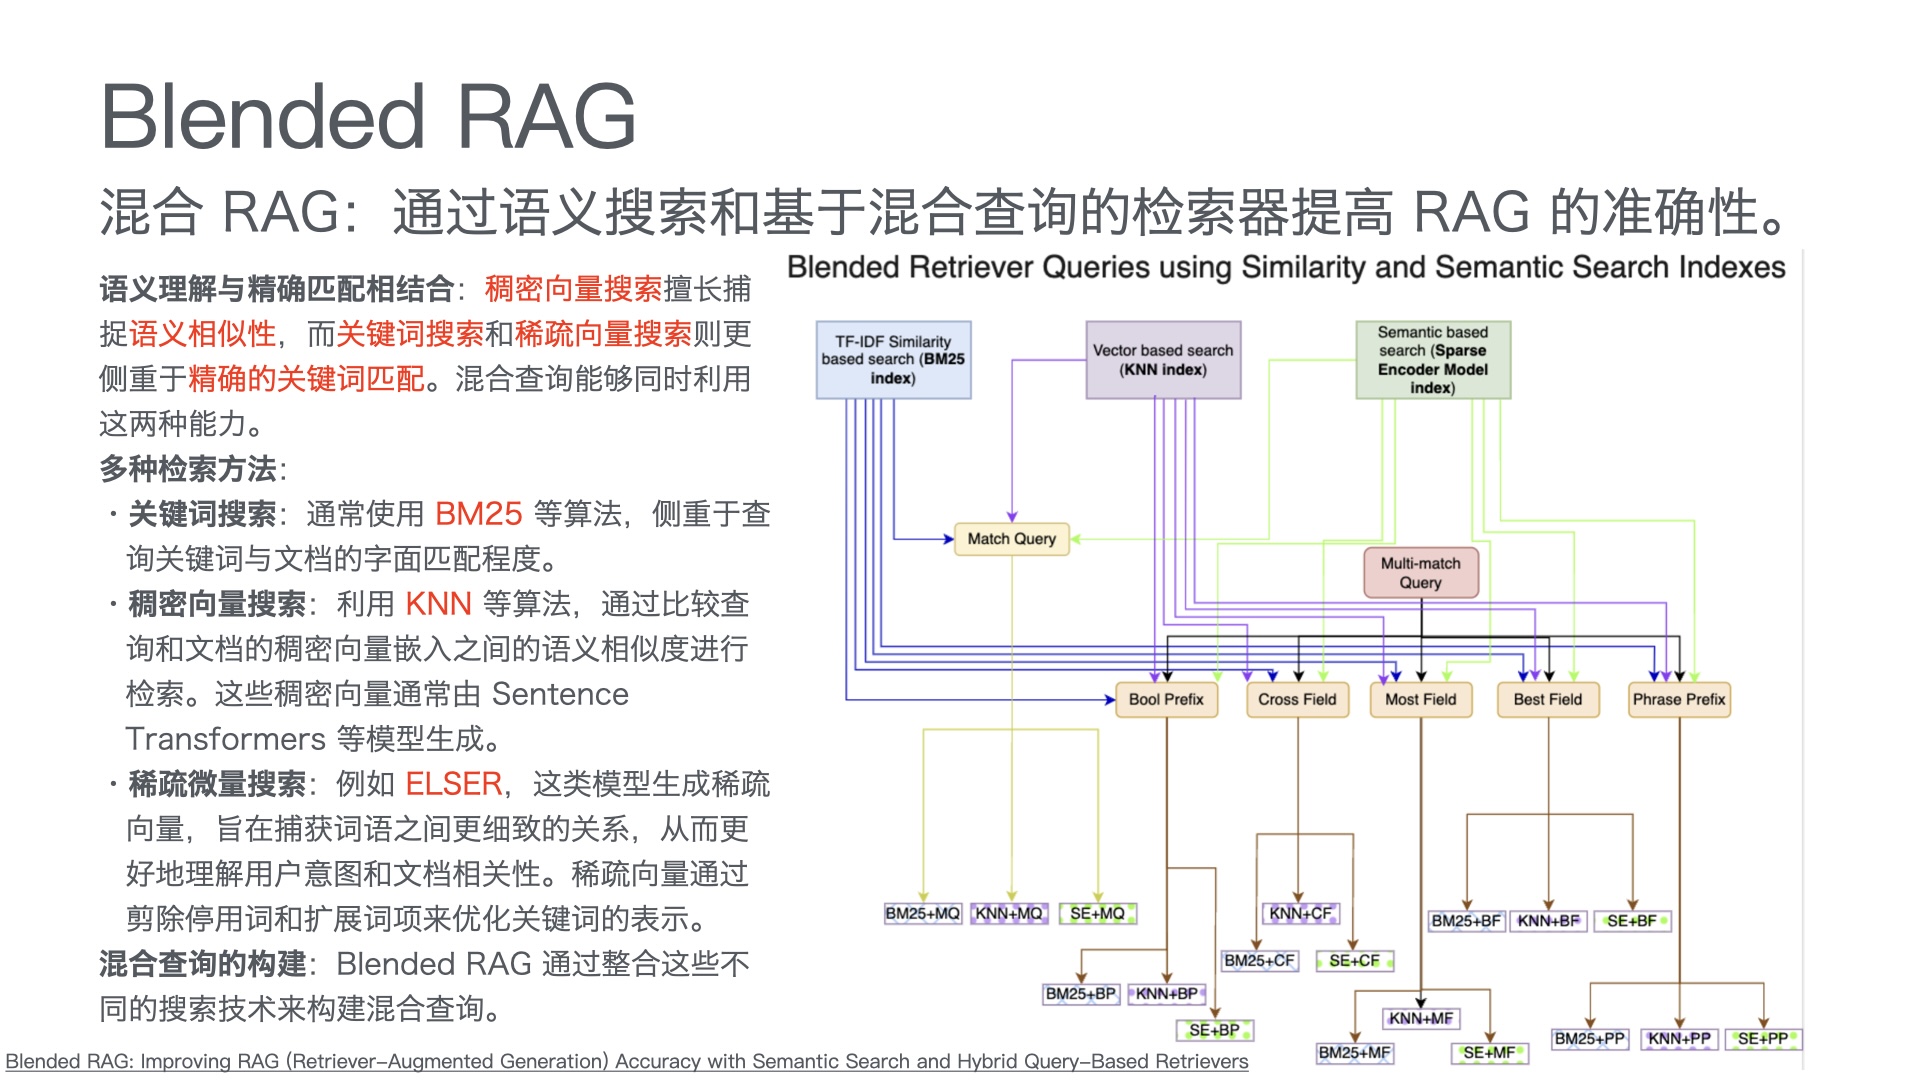 Blended RAG
混合 RAG：通过语义搜索和基于混合查询的检索器提高 RAG 的准确性。
语义理解与精确匹配相结合：稠密向量搜索擅长捕
捉语义相似性，而关键词搜索和稀疏向量搜索则更
侧重于精确的关键词匹配。混合查询能够同时利用
这两种能力。
多种检索方法：
・关键词搜索：通常使用 BM25 等算法，侧重于查
询关键词与文档的字面匹配程度。
・稠密向量搜索：利用 KNN 等算法，通过比较查
询和文档的稠密向量嵌入之间的语义相似度进行
检索。这些稠密向量通常由 Sentence
Transformers 等模型生成。
・稀疏微量搜索：例如 ELSER，这类模型生成稀疏
向量，旨在捕获词语之间更细致的关系，从而更
好地理解用户意图和文档相关性。稀疏向量通过
剪除停用词和扩展词项来优化关键词的表示。
混合查询的构建：Blended RAG 通过整合这些不
同的搜索技术来构建混合查询。
Blended Retriever Queries using Similarity and Semantic Search Indexes
TF-IDF Similarity
based search (BM25
index)
Vector based search
(KNN index)
Semantic based
search (Sparse
Encoder Model
index)
Match Query
Multi-match
Query
Bool Prefix
Cross Field
Most Field
Best Field
Phrase Prefix
BM25+MQ
KNN+MQ
SE+MQ
KNN+CF
BM25+BF
KNN+BF
SE+BF
BM25+CF
SE+CF
BM25+BP
KNN+BP
SE+BP
KNN+MF
BM25+MF
SE+MF
BM25+PP
KNN+PP
SE+PP
Blended RAG: Improving RAG (Retriever-Augmented Generation) Accuracy with Semantic Search and Hybrid Query-Based Retrievers